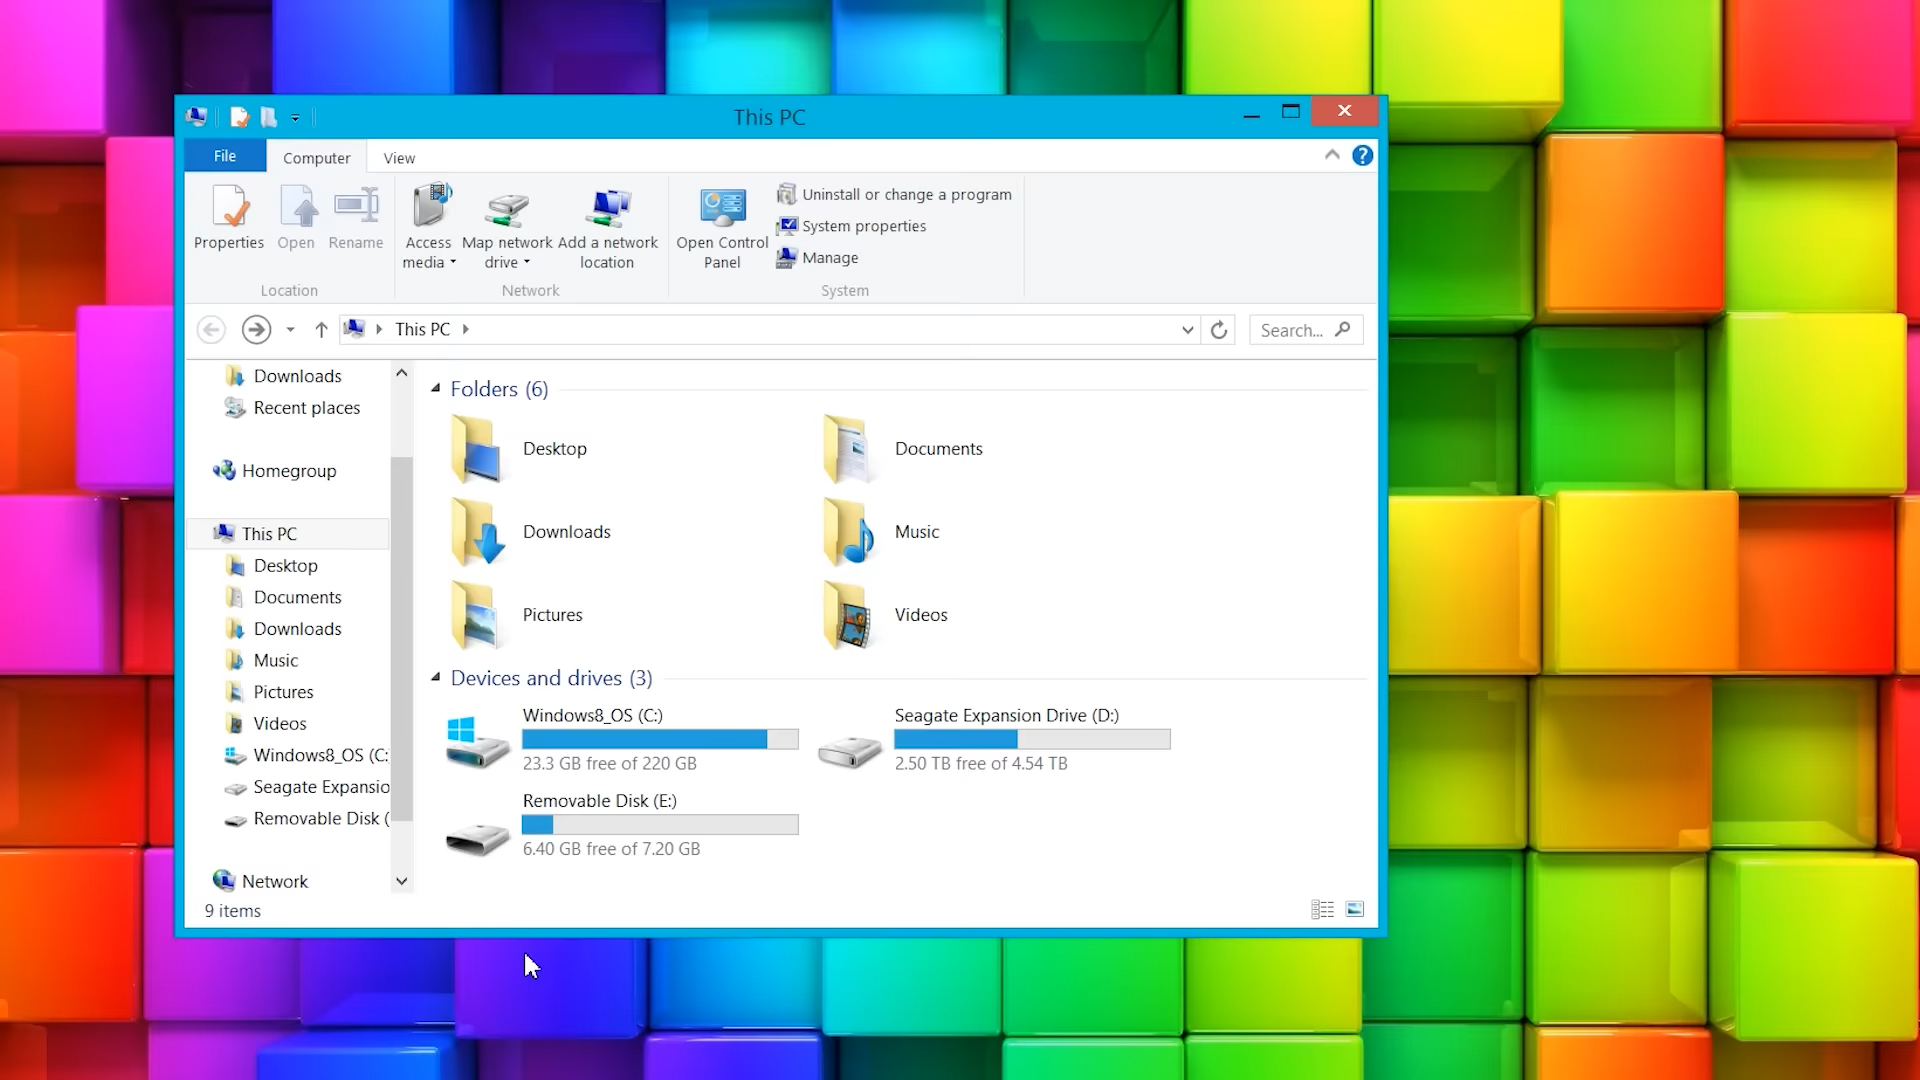 This PC
File
Computer
View
Uninstall or change a program
System properties
Manage
Properties
Open
Rename
Access media
Map network drive
Add a network location
Open Control Panel
Location
Network
System
This PC
Search...
Downloads
Recent places
Homegroup
This PC
Desktop
Documents
Downloads
Music
Pictures
Videos
Windows8_OS (C:
Seagate Expansio
Removable Disk (
Network
Folders (6)
Desktop
Documents
Downloads
Music
Pictures
Videos
Devices and drives (3)
Windows8_OS (C:)
23.3 GB free of 220 GB
Seagate Expansion Drive (D:)
2.50 TB free of 4.54 TB
Removable Disk (E:)
6.40 GB free of 7.20 GB
9 items